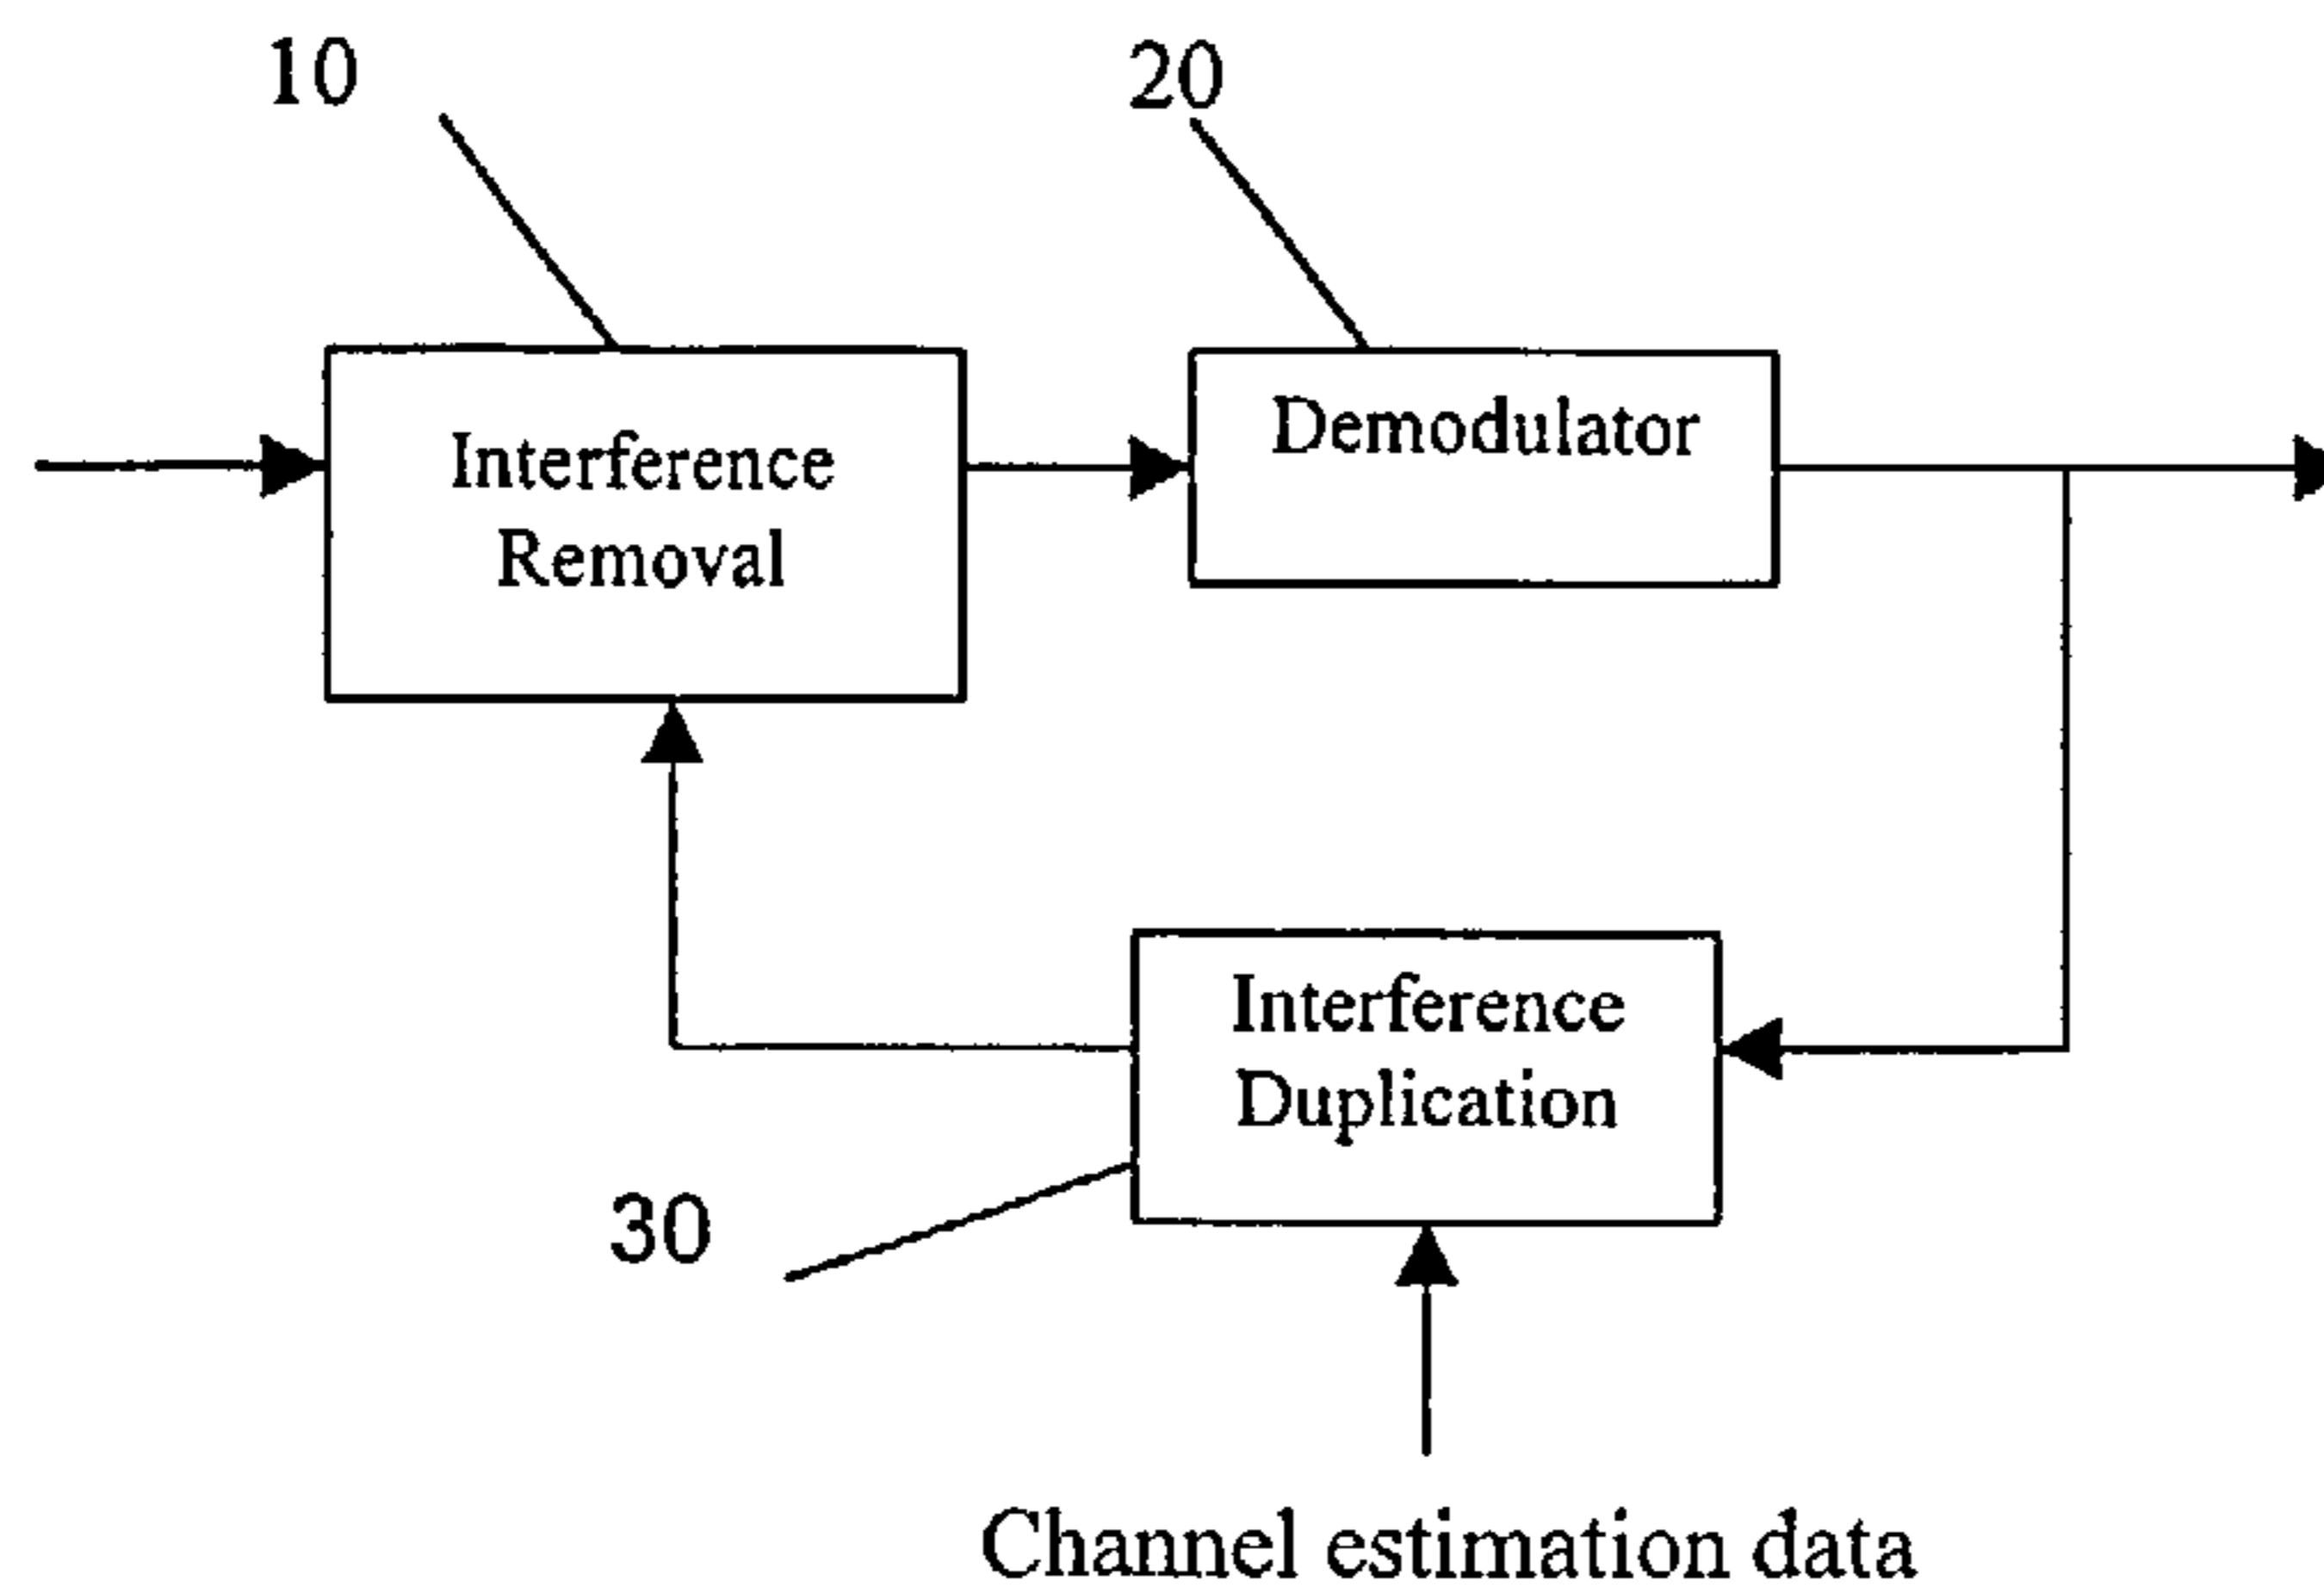 10
20
Interference
Removal
Demodulator
Interference
Duplication
30
Channel estimation data